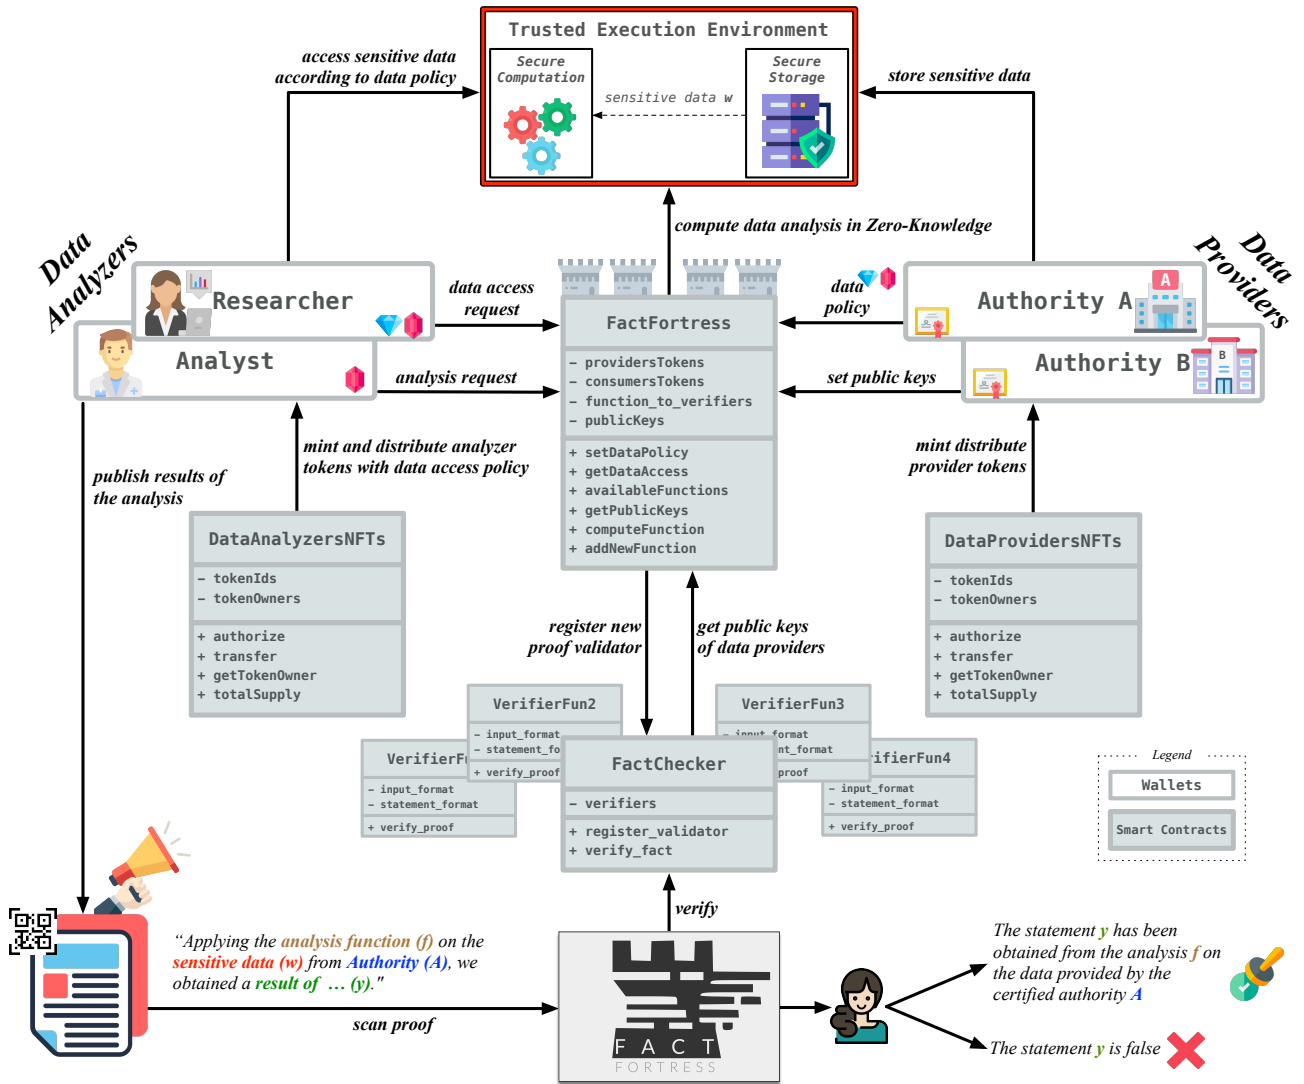 Trusted Execution Environment
Secure
Computation
Secure
Storage
sensitive data w
access sensitive data
according to data policy
store sensitive data
compute data analysis in Zero-Knowledge
Data
Analyzers
Data
Providers
Researcher
Analyst
data access
request
analysis request
data
policy
set public keys
Authority A
A
Authority B
B
FactFortress
– providersTokens
– consumersTokens
– function_to_verifiers
– publicKeys
+ setDataPolicy
+ getDataAccess
+ availableFunctions
+ getPublicKeys
+ computeFunction
+ addNewFunction
mint and distribute analyzer
tokens with data access policy
mint distribute
provider tokens
publish results of
the analysis
DataAnalyzersNFTs
– tokenIds
– tokenOwners
+ authorize
+ transfer
+ getTokenOwner
+ totalSupply
DataProvidersNFTs
– tokenIds
– tokenOwners
+ authorize
+ transfer
+ getTokenOwner
+ totalSupply
register new
proof validator
get public keys
of data providers
VerifierFun2
– input_format
– statement_fo
+ verify_proof
VerifierFun3
– input_format
nt_format
proof
VerifierFu
– input_format
– statement_format
+ verify_proof
rifierFun4
– input_format
– statement_format
+ verify_proof
FactChecker
– verifiers
+ register_validator
+ verify_fact
Legend
Wallets
Smart Contracts
verify
“Applying the analysis function (f) on the
sensitive data (w) from Authority (A), we
obtained a result of … (y)."
scan proof
FACT
FORTRESS
The statement y has been
obtained from the analysis f on
the data provided by the
certified authority A
The statement y is false